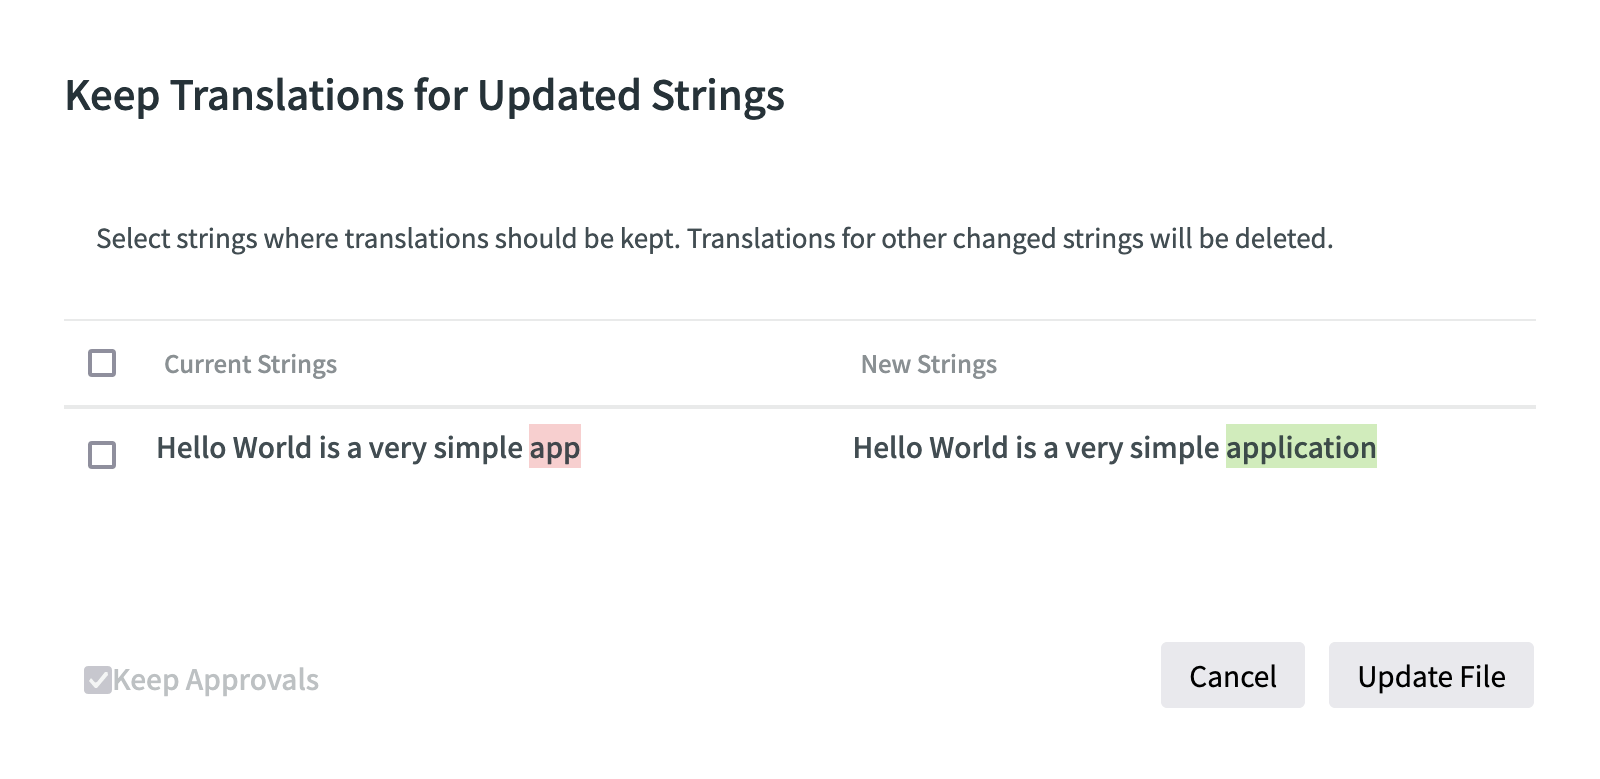 Keep Translations for Updated Strings
Select strings where translations should be kept. Translations for other changed strings will be deleted.
Current Strings New Strings
Hello World is a very simple app Hello World is a very simple application
Keep Approvals Cancel Update File